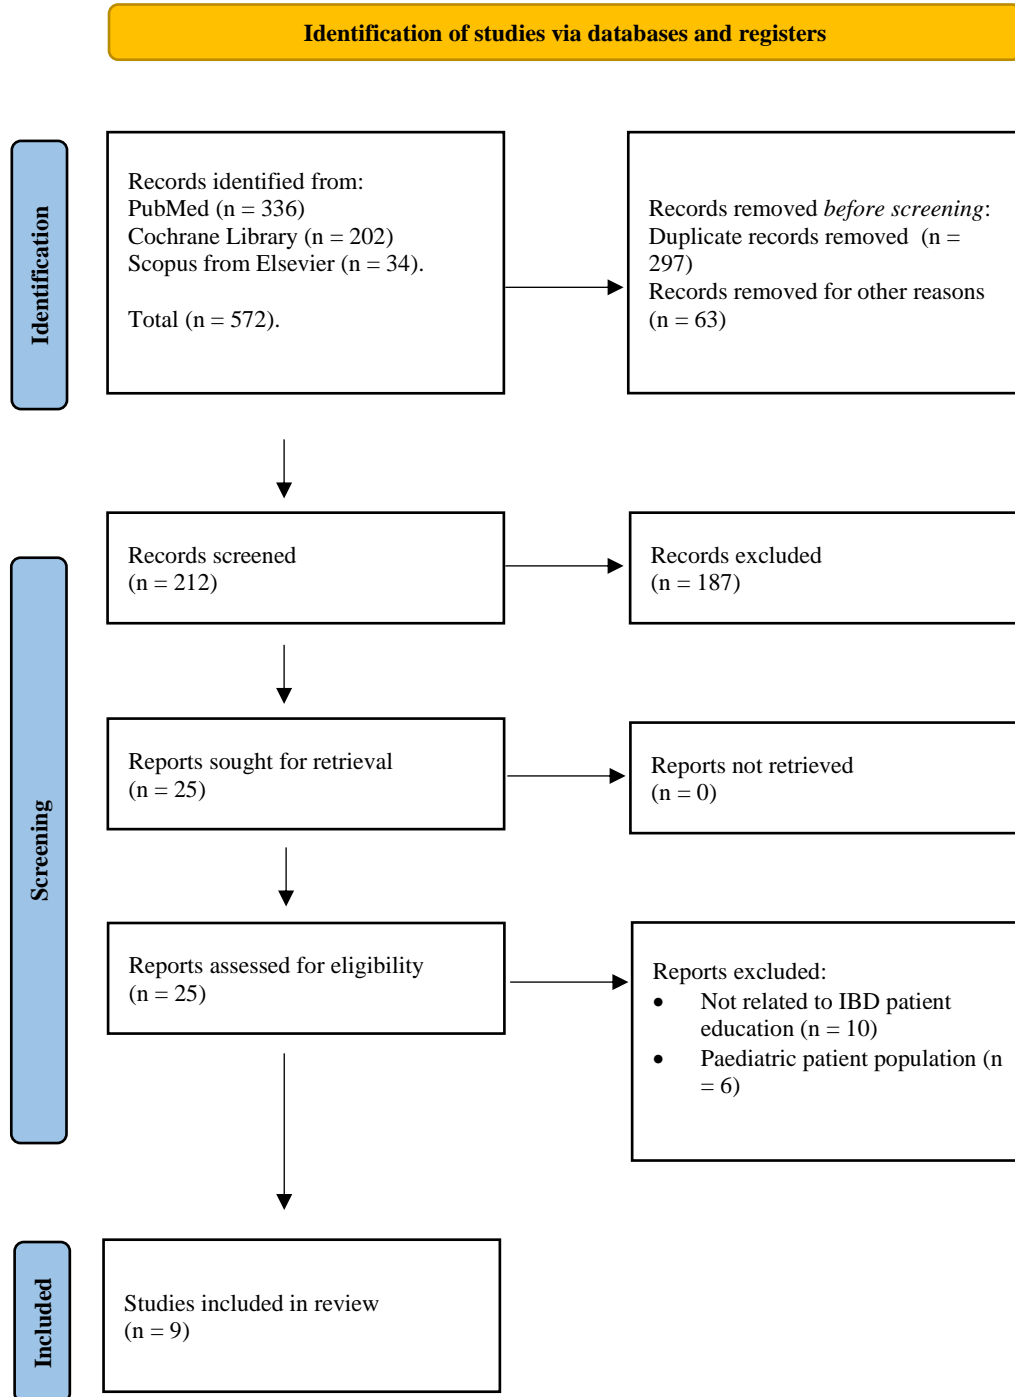 Identification of studies via databases and registers
Identification
Records identified from:
PubMed (n = 336)
Cochrane Library (n = 202)
Scopus from Elsevier (n = 34).
Total (n = 572).
Records removed before screening:
Duplicate records removed  (n =
297)
Records removed for other reasons
(n = 63)
Screening
Records screened
(n = 212)
Records excluded
(n = 187)
Reports sought for retrieval
(n = 25)
Reports not retrieved
(n = 0)
Reports assessed for eligibility
(n = 25)
Reports excluded:
• Not related to IBD patient
education (n = 10)
• Paediatric patient population (n
= 6)
Included
Studies included in review
(n = 9)